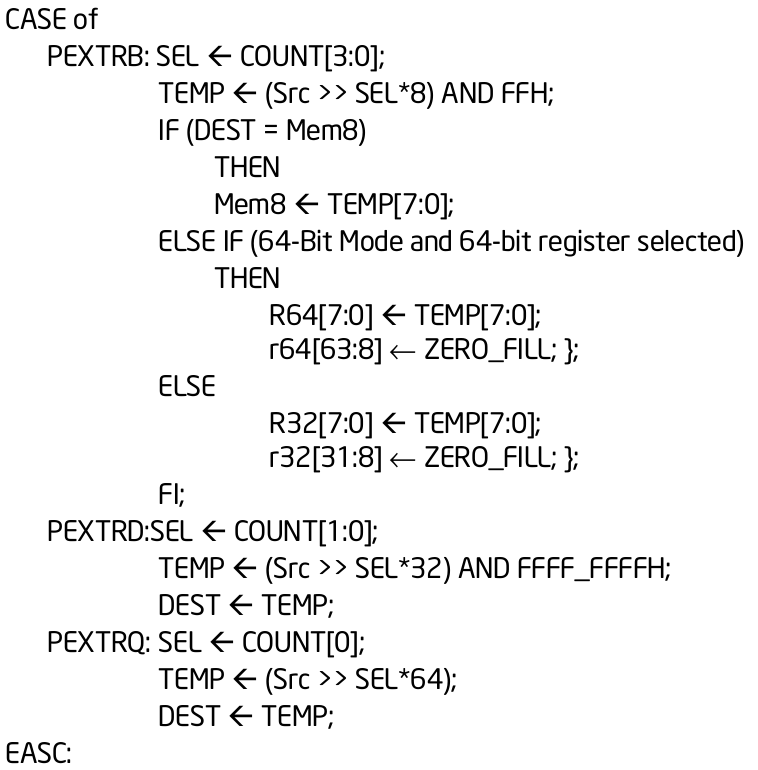 CASE of
PEXTRB: SEL ← COUNT[3:0];
TEMP ← (Src >> SEL*8) AND FFH;
IF (DEST = Mem8)
THEN
Mem8 ← TEMP[7:0];
ELSE IF (64-Bit Mode and 64-bit register selected)
THEN
R64[7:0] ← TEMP[7:0];
r64[63:8] ← ZERO_FILL; };
ELSE
R32[7:0] ← TEMP[7:0];
r32[31:8] ← ZERO_FILL; };
FI;
PEXTRD:SEL ← COUNT[1:0];
TEMP ← (Src >> SEL*32) AND FFFF_FFFFH;
DEST ← TEMP;
PEXTRQ: SEL ← COUNT[0];
TEMP ← (Src >> SEL*64);
DEST ← TEMP;
EASC: